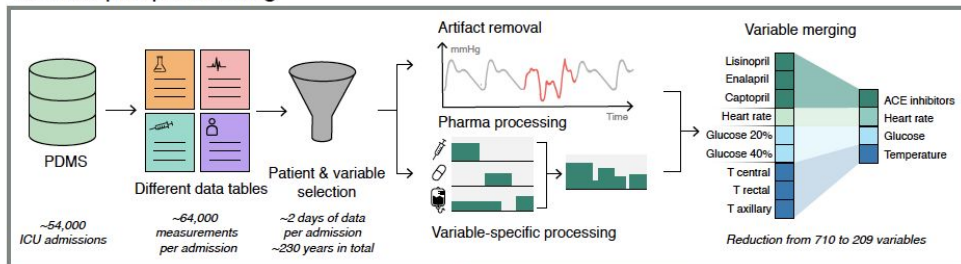 Artifact removal
Variable merging
mmHg
Time
Pharma processing
PDMS
Different data tables
Patient & variable
selection
Variable-specific processing
~54,000
ICU admissions
~64,000
measurements
per admission
~2 days of data
per admission
~230 years in total
Lisinopril
Enalapril
Captopril
Heart rate
Glucose 20%
Glucose 40%
T central
T rectal
T axillary
ACE inhibitors
Heart rate
Glucose
Temperature
Reduction from 710 to 209 variables